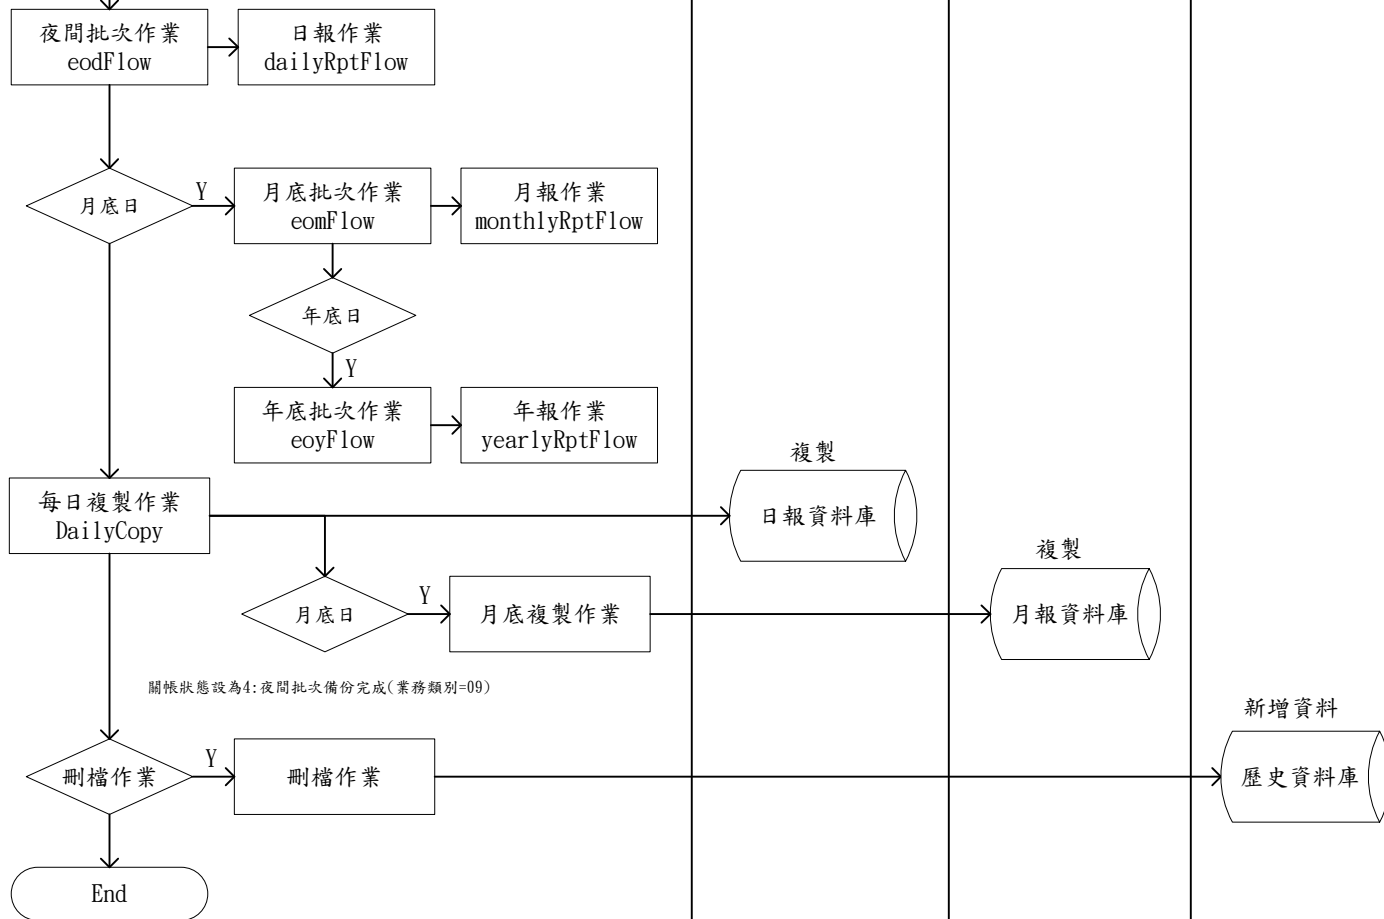 夜間批次作業
eodFlow
日報作業
dailyRptFlow
月底日
Y
月底批次作業
eomFlow
月報作業
monthlyRptFlow
年底日
Y
年底批次作業
eoyFlow
年報作業
yearlyRptFlow
每日複製作業
DailyCopy
複製
日報資料庫
月底日
Y
月底複製作業
複製
月報資料庫
關帳狀態設為4:夜間批次備份完成(業務類別=09)
刪檔作業
Y
刪檔作業
新增資料
歷史資料庫
End